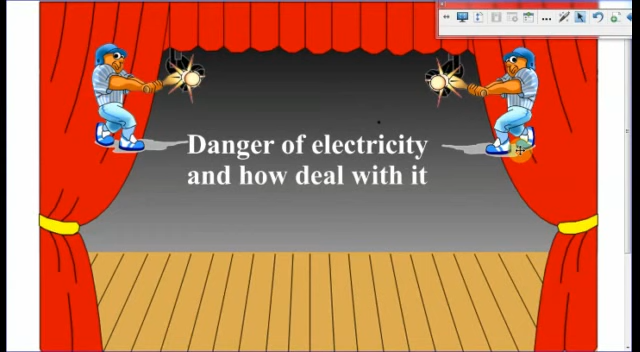 Danger of electricity
and how deal with it